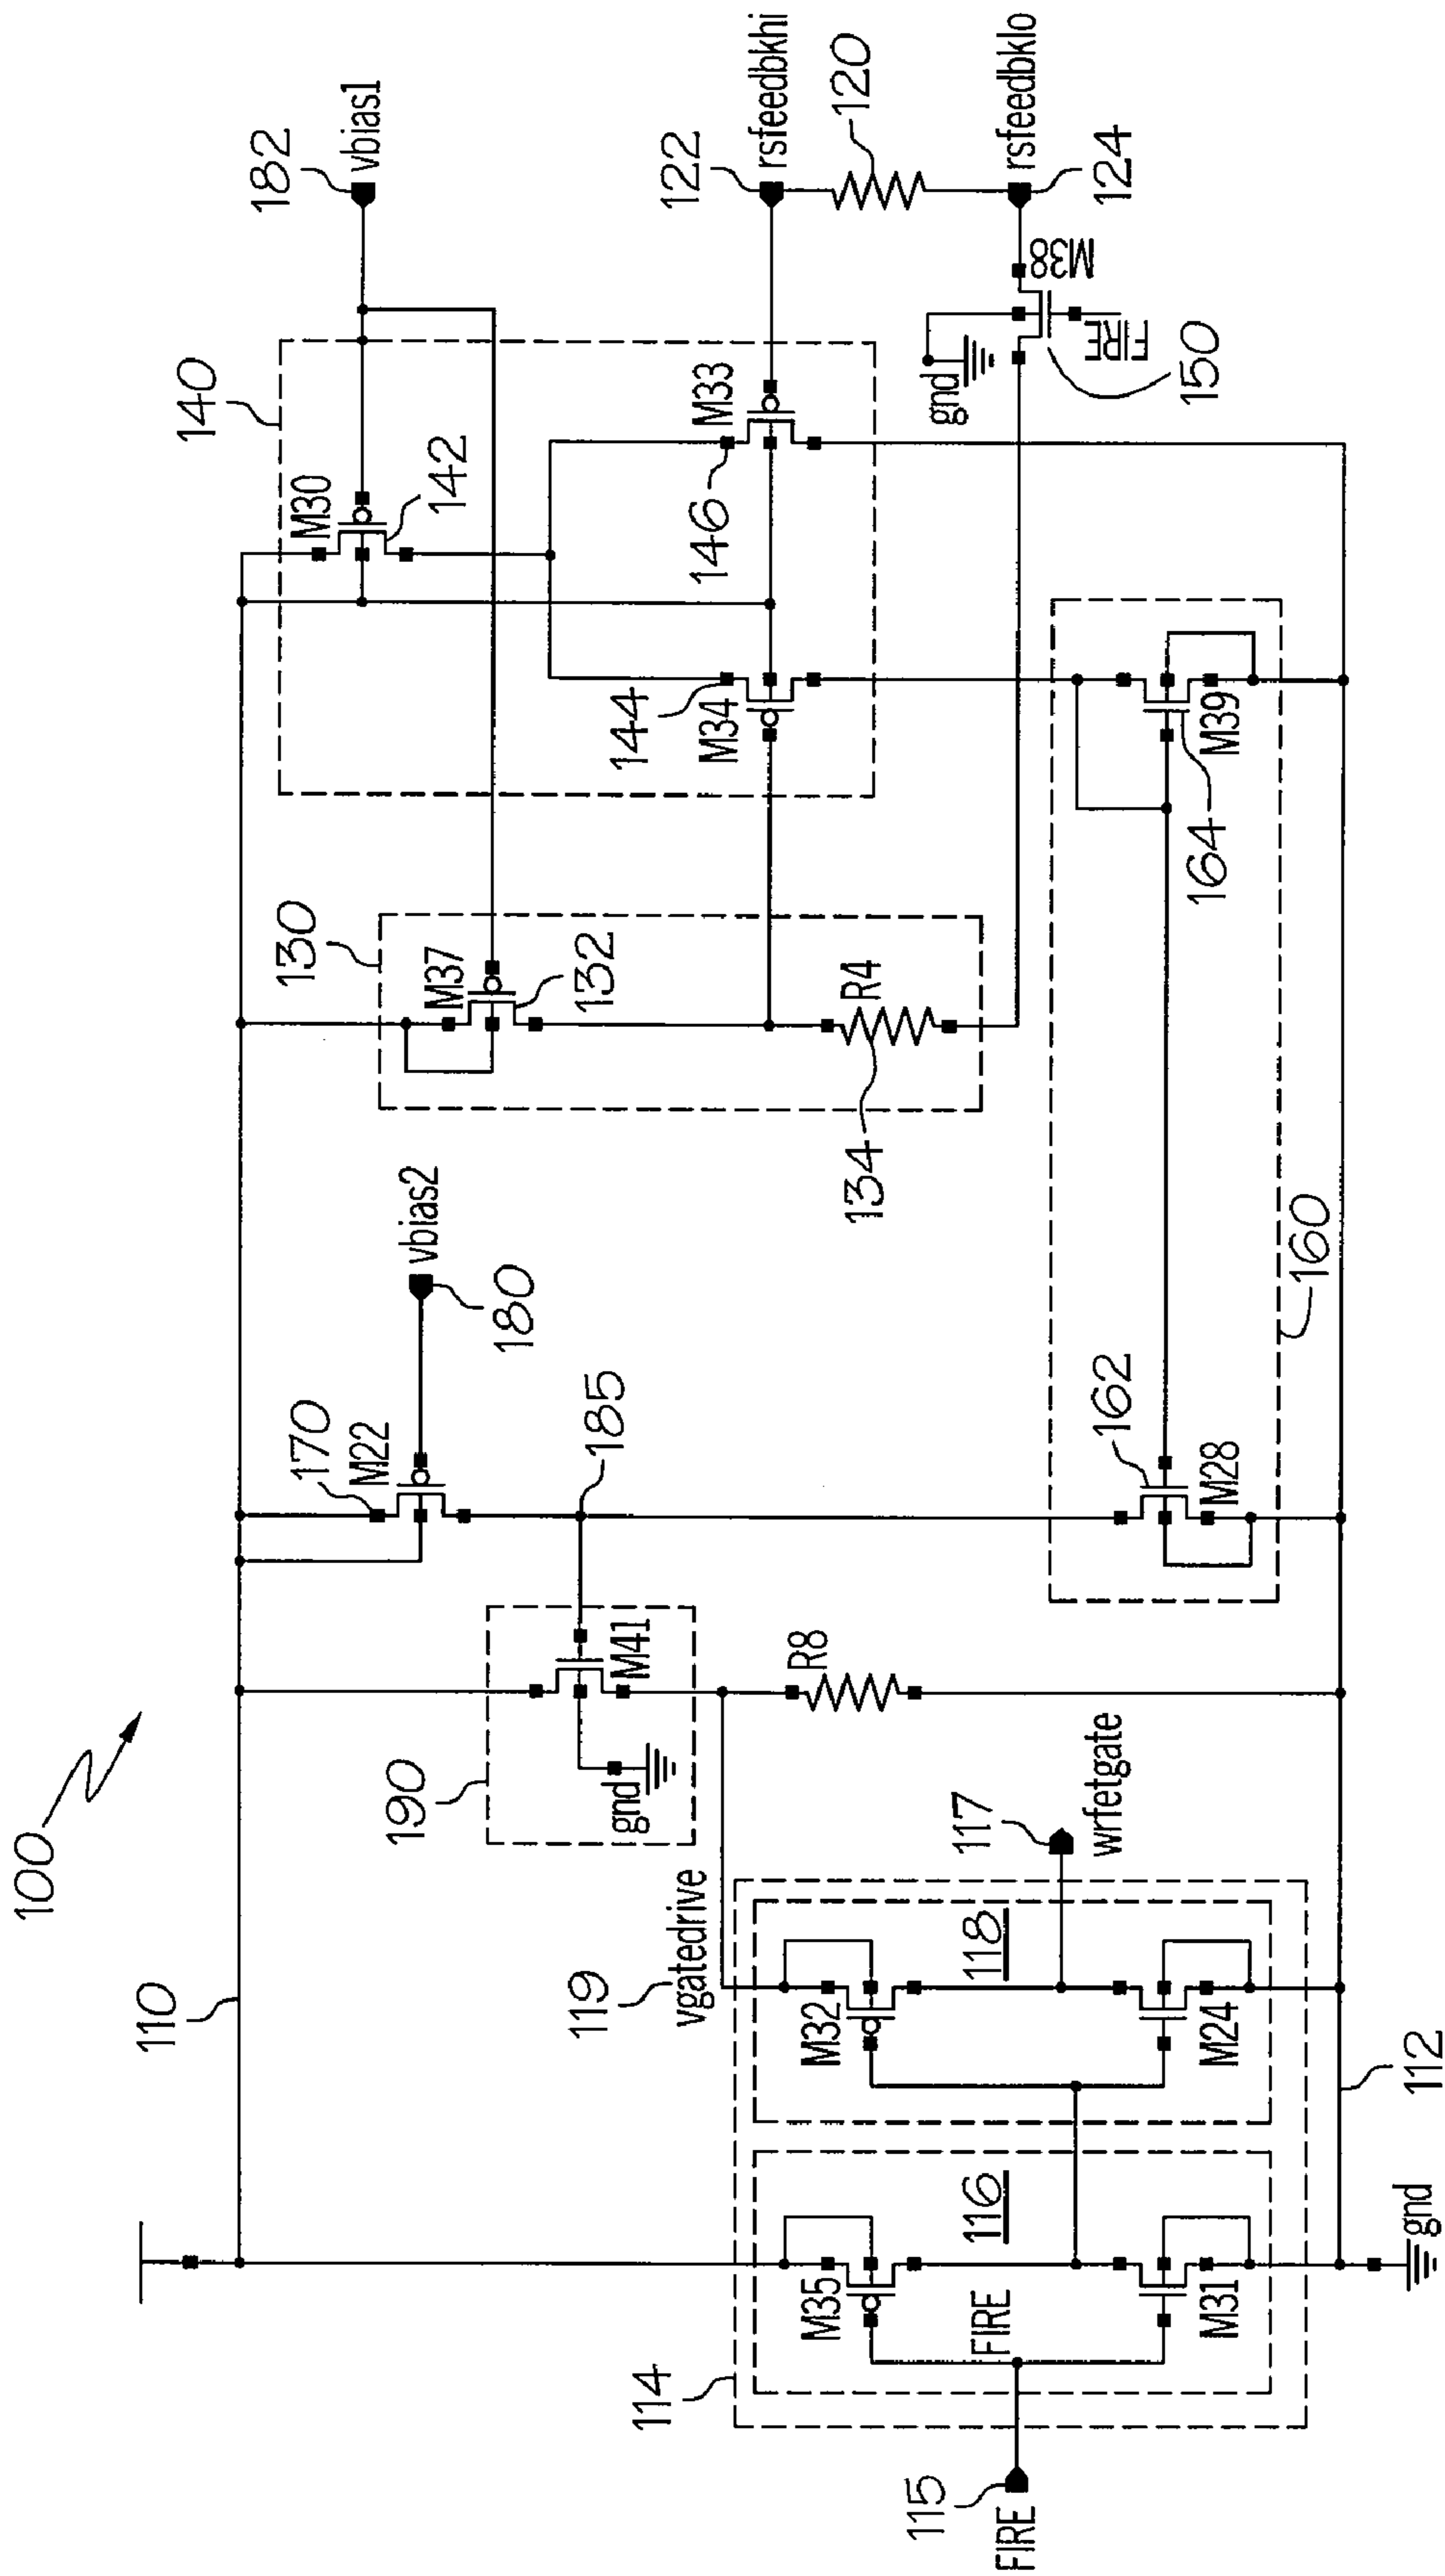 100
110
182
vbias1
140
M30
142
M33
146
144
M34
122
rsfeedbkhi
120
rsfeedbklo
124
M38
FIRE
gnd
150
130
M37
132
R4
134
164
M39
160
162
M28
vbias2
180
170
M22
185
190
M41
gnd
R8
119
vgatedrive
117
wrfetgate
118
M32
M24
116
M35
FIRE
M31
114
115
FIRE
112
gnd